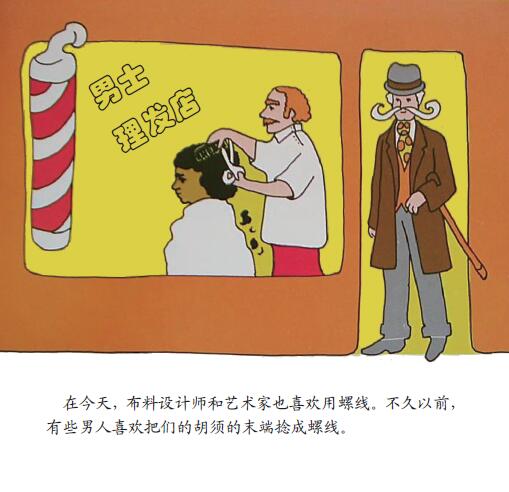 男士
理发店
在今天，布料设计师和艺术家也喜欢用螺线。不久以前，
有些男人喜欢把们的胡须的末端捻成螺线。